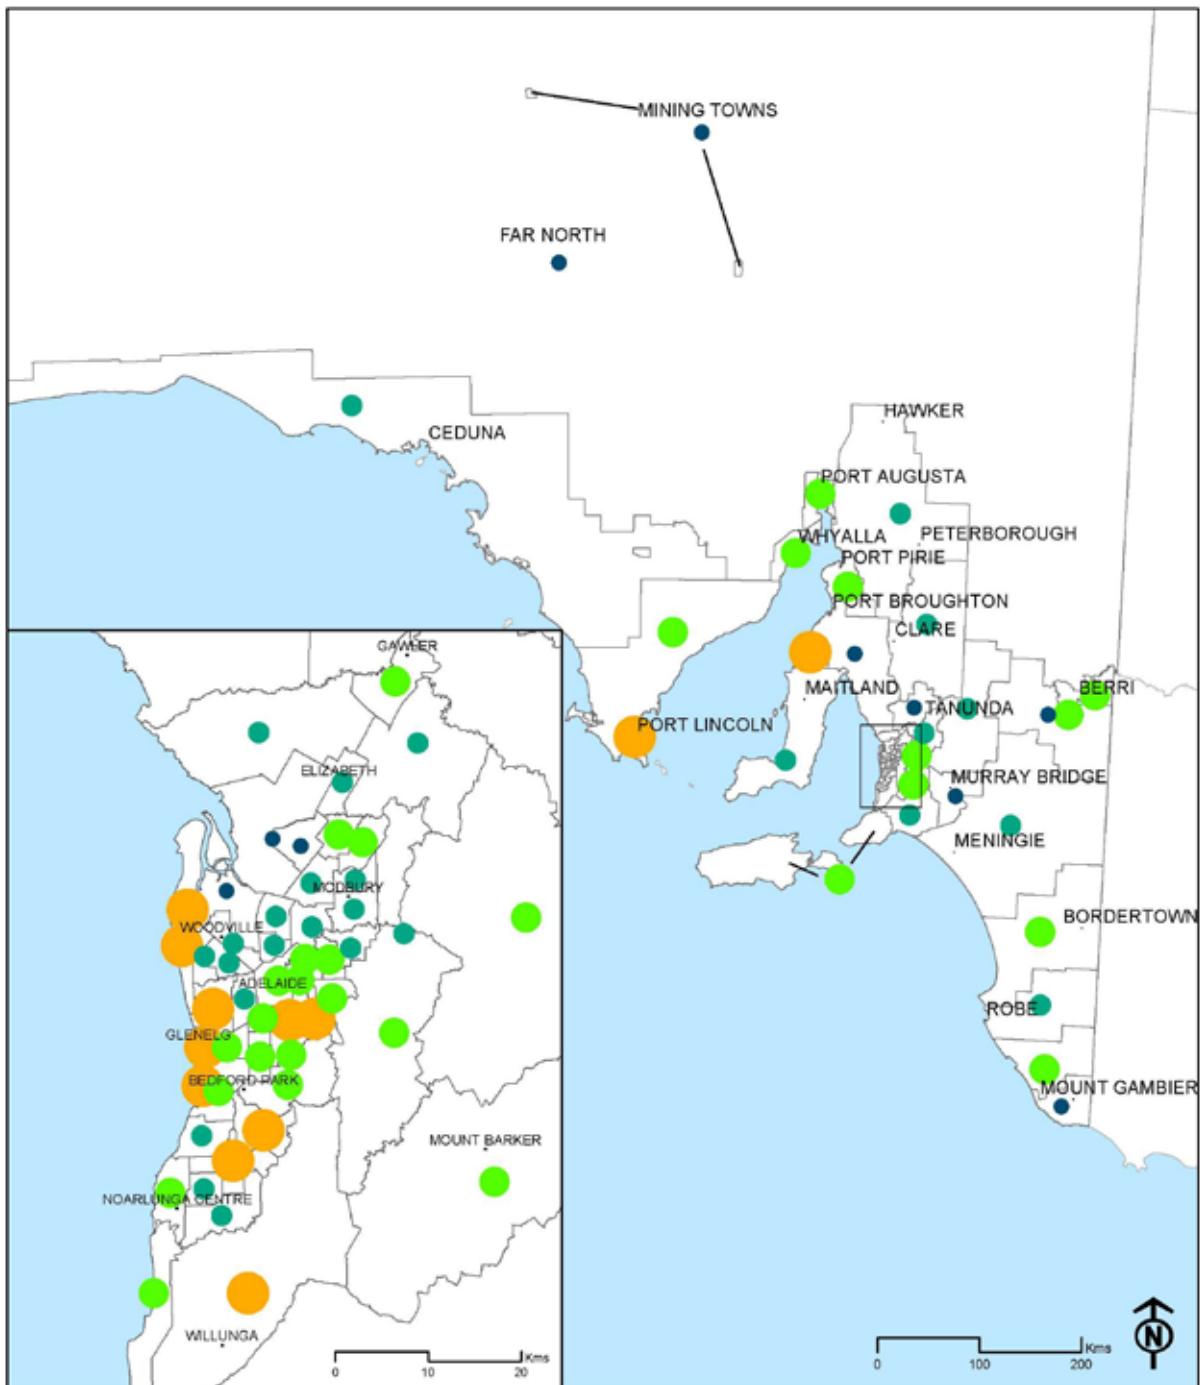 MINING TOWNS
FAR NORTH
HAWKER
CEDUNA
PORT AUGUSTA
WHYALLA
PETERBOROUGH
PORT PIRIE
PORT BROUGHTON
CLARE
MAITLAND
BERRI
TANUNDA
PORT LINCOLN
MURRAY BRIDGE
MENINGIE
BORDERTOWN
ROBE
MOUNT GAMBIER
GAWLER
ELIZABETH
MODBURY
WOODVILLE
ADELAIDE
GLENELG
BEDFORD PARK
MOUNT BARKER
NOARLUNGA CENTRE
WILLUNGA
Kms
0 10 20
Kms
0 100 200
N